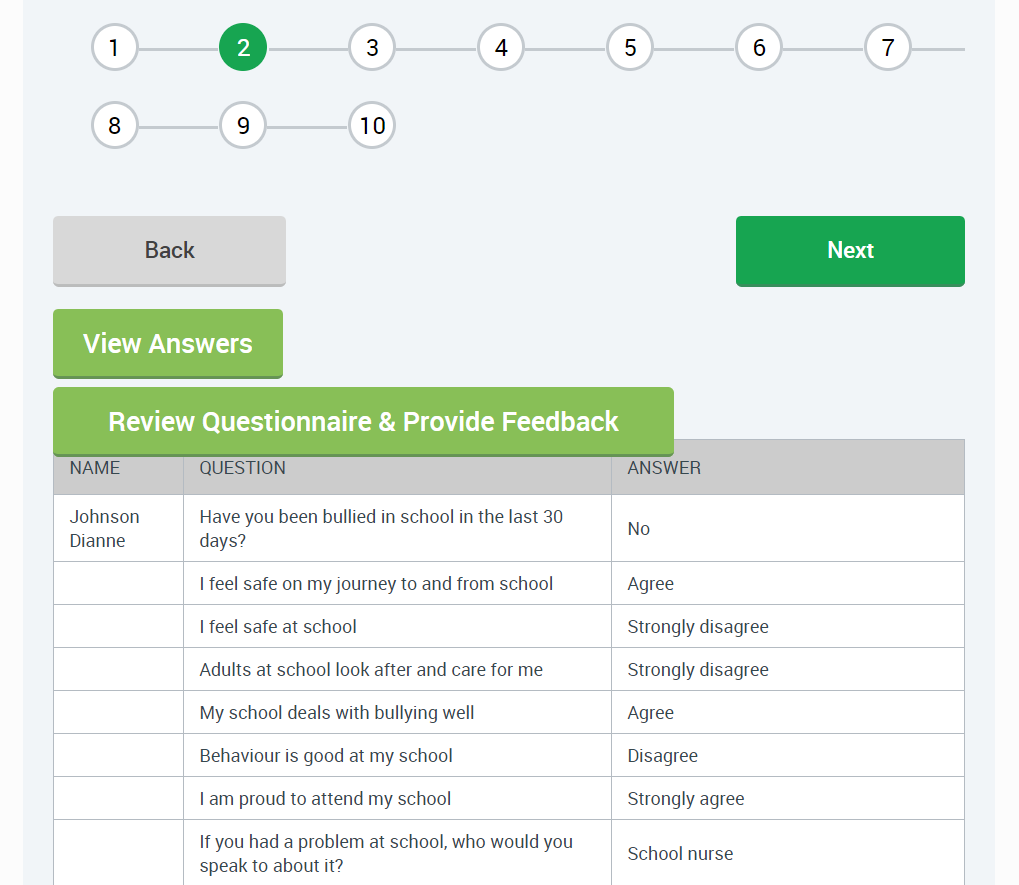 1 2 3 4 5 6 7
8 9 10
Back Next
View Answers
Review Questionnaire & Provide Feedback
NAME QUESTION ANSWER
Johnson Dianne Have you been bullied in school in the last 30 days? No
I feel safe on my journey to and from school Agree
I feel safe at school Strongly disagree
Adults at school look after and care for me Strongly disagree
My school deals with bullying well Agree
Behaviour is good at my school Disagree
I am proud to attend my school Strongly agree
If you had a problem at school, who would you speak to about it? School nurse